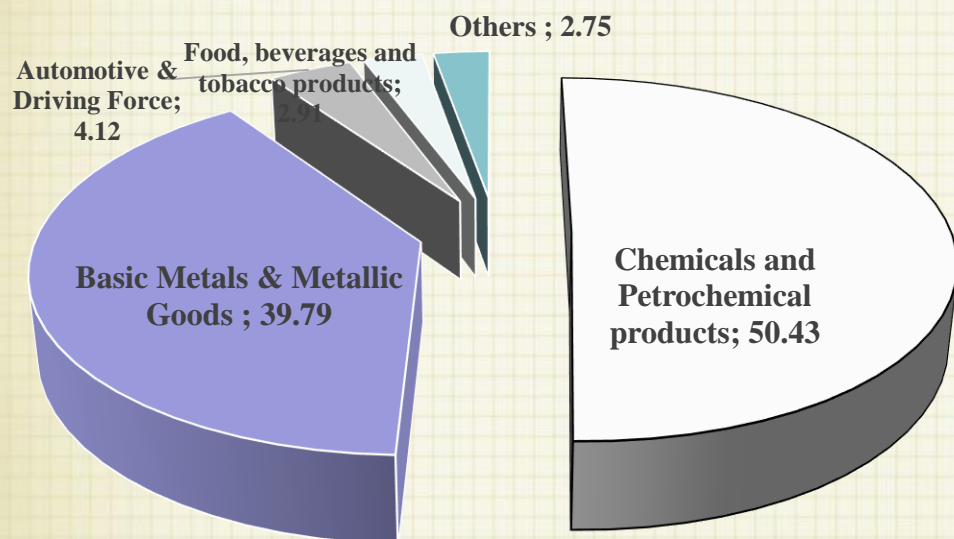 Others ; 2.75
Food, beverages and
tobacco products;
2.91
Automotive &
Driving Force;
4.12
Basic Metals & Metallic
Goods ; 39.79
Chemicals and
Petrochemical
products; 50.43